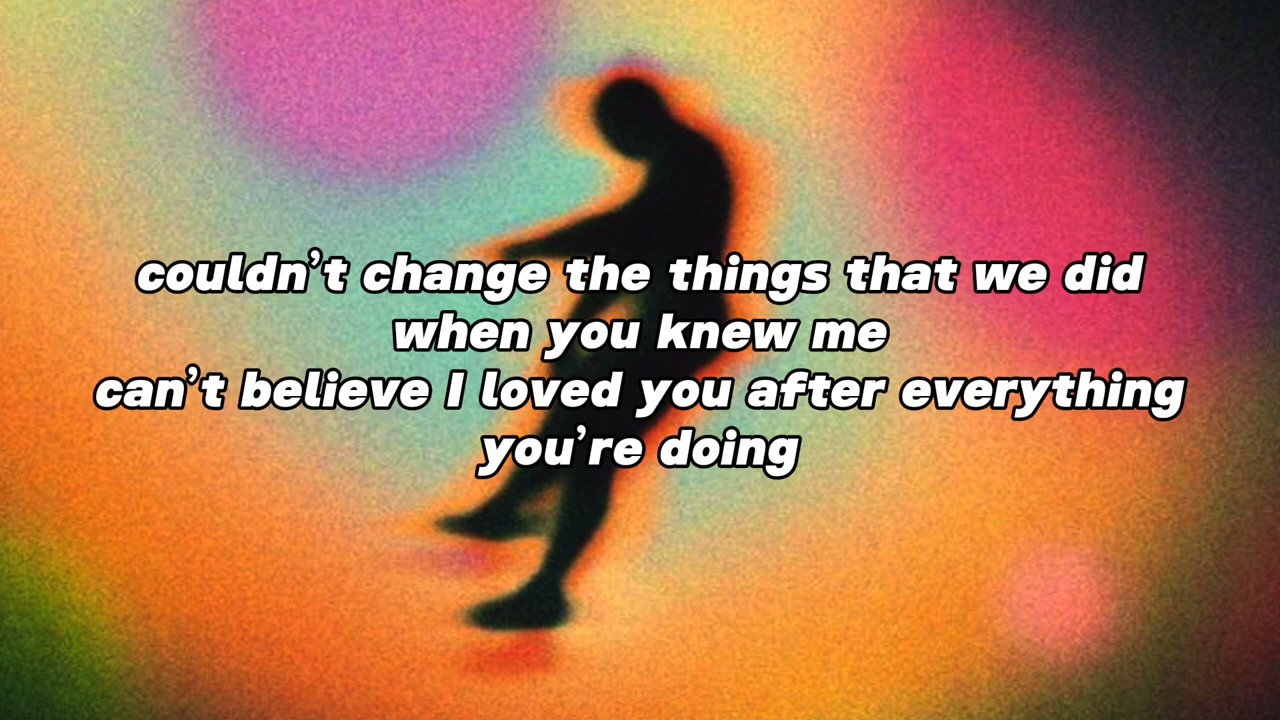 couldn't change the things that we did
when you knew me
can't believe I loved you after everything
you're doing